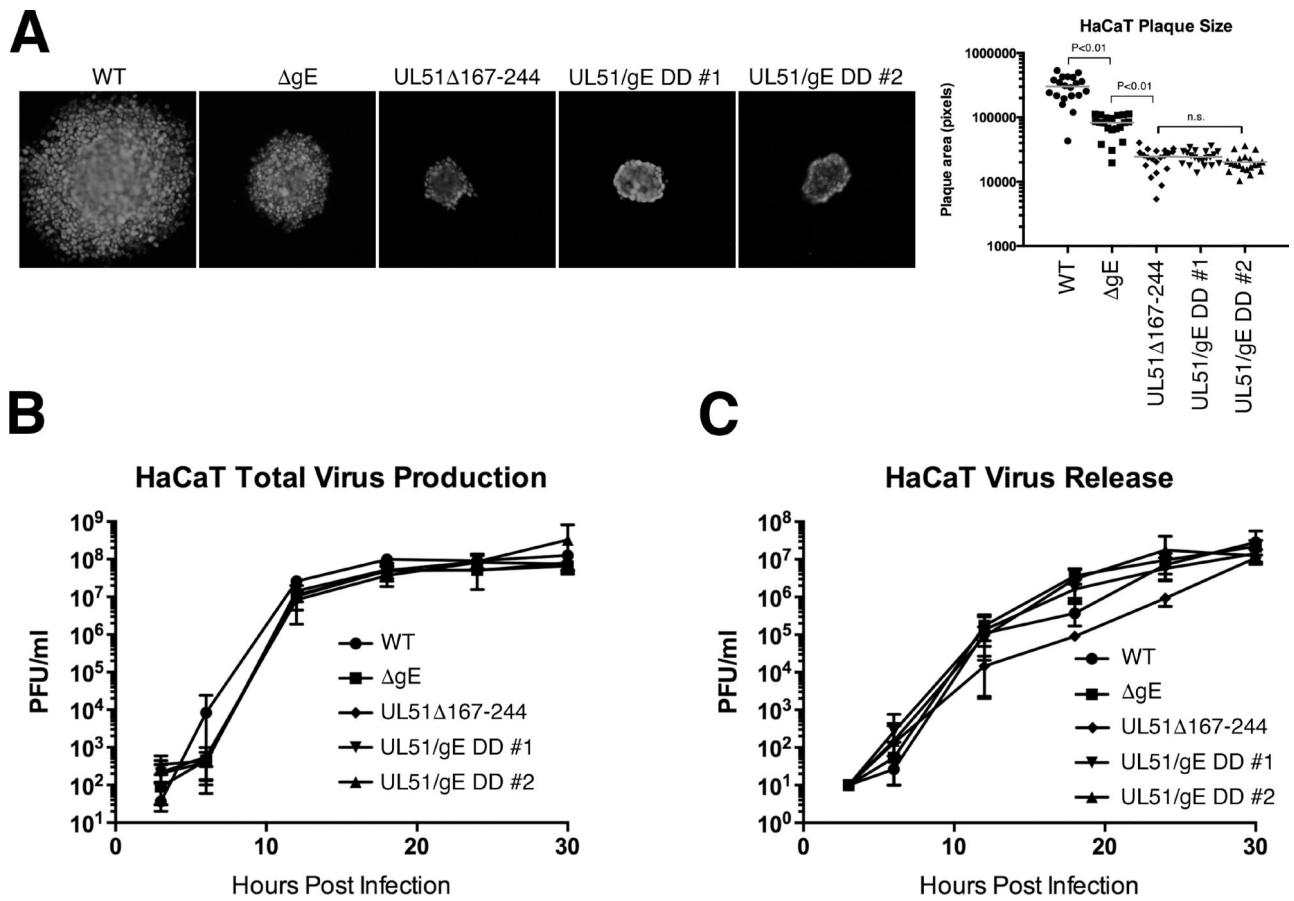 A
WT
ΔgE
UL51Δ167-244
UL51/gE DD #1
UL51/gE DD #2
HaCaT Plaque Size
P<0.01
P<0.01
n.s.
Plaque area (pixels)
1000000
100000
10000
1000
WT
ΔgE
UL51Δ167-244
UL51/gE DD #1
UL51/gE DD #2
B
HaCaT Total Virus Production
PFU/ml
10⁹
10⁸
10⁷
10⁶
10⁵
10⁴
10³
10²
10¹
WT
ΔgE
UL51Δ167-244
UL51/gE DD #1
UL51/gE DD #2
0
10
20
30
Hours Post Infection
C
HaCaT Virus Release
PFU/ml
10⁸
10⁷
10⁶
10⁵
10⁴
10³
10²
10¹
10⁰
WT
ΔgE
UL51Δ167-244
UL51/gE DD #1
UL51/gE DD #2
0
10
20
30
Hours Post Infection